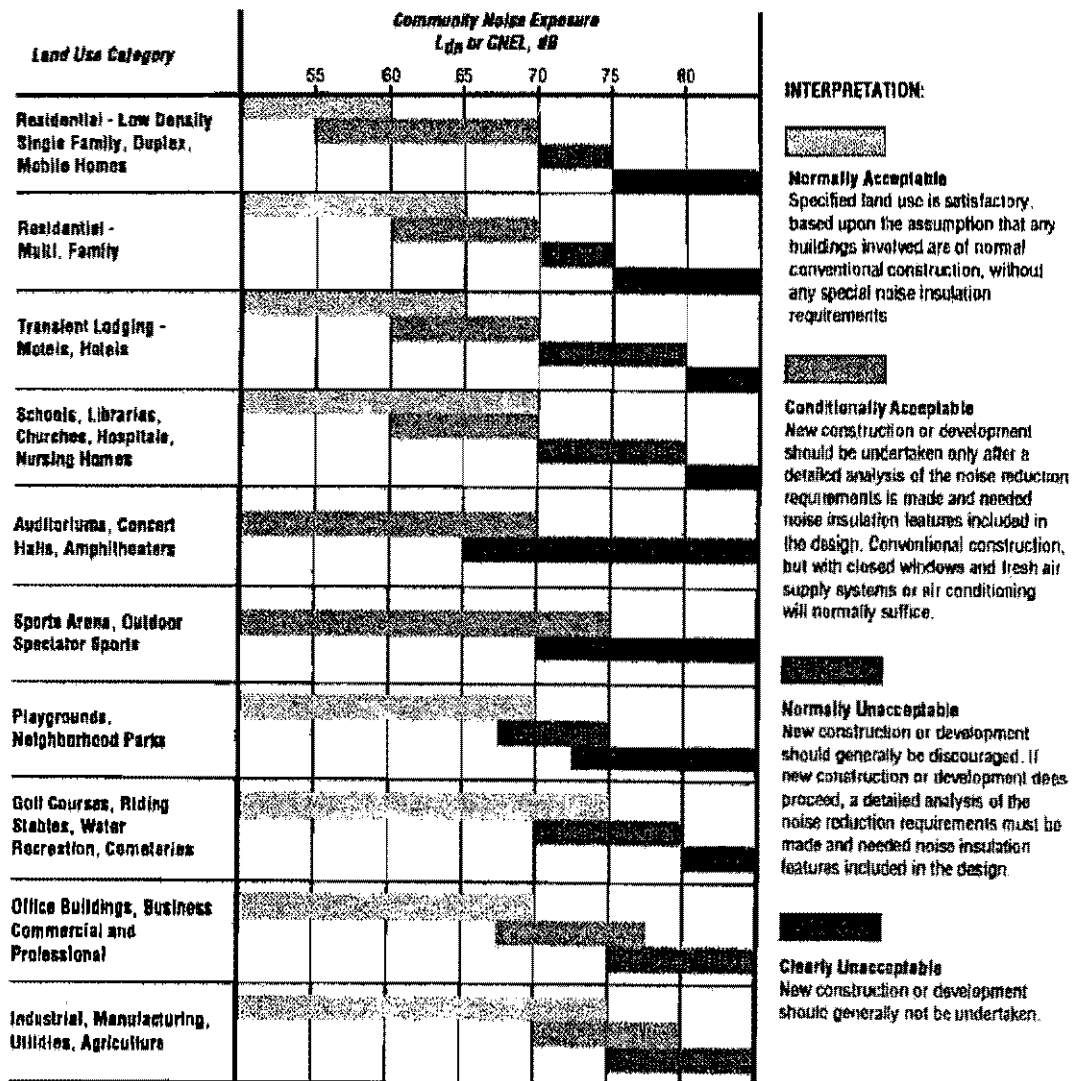 Community Noise Exposure
Ldn or CNEL, dB
Land Use Category
55 60 65 70 75 80
Residential - Low Density
Single Family, Duplex,
Mobile Homes
Residential -
Multi. Family
Transient Lodging -
Motels, Hotels
Schools, Libraries,
Churches, Hospitals,
Nursing Homes
Auditoriums, Concert
Halls, Amphitheaters
Sports Arena, Outdoor
Spectator Sports
Playgrounds,
Neighborhood Parks
Golf Courses, Riding
Stables, Water
Recreation, Cemeteries
Office Buildings, Business
Commercial and
Professional
Industrial, Manufacturing,
Utilities, Agriculture
INTERPRETATION:
Normally Acceptable
Specified land use is satisfactory,
based upon the assumption that any
buildings involved are of normal
conventional construction, without
any special noise insulation
requirements
Conditionally Acceptable
New construction or development
should be undertaken only after a
detailed analysis of the noise reduction
requirements is made and needed
noise insulation features included in
the design. Conventional construction,
but with closed windows and fresh air
supply systems or air conditioning
will normally suffice.
Normally Unacceptable
New construction or development
should generally be discouraged. If
new construction or development does
proceed, a detailed analysis of the
noise reduction requirements must be
made and needed noise insulation
features included in the design
Clearly Unacceptable
New construction or development
should generally not be undertaken.